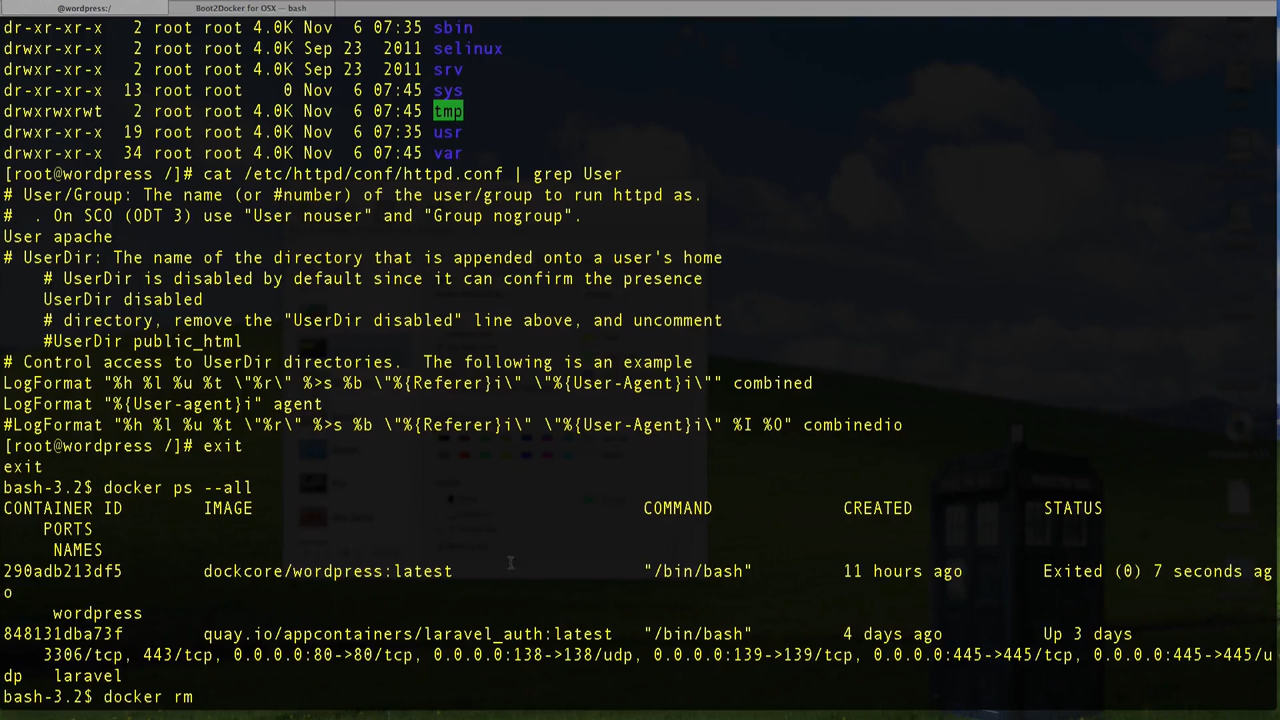 @wordpress:/
Boot2Docker for OSX — bash
dr-xr-xr-x  2 root root 4.0K Nov  6 07:35 sbin
drwxr-xr-x  2 root root 4.0K Sep 23  2011 selinux
drwxr-xr-x  2 root root 4.0K Sep 23  2011 srv
dr-xr-xr-x 13 root root    0 Nov  6 07:45 sys
drwxrwxrwt  2 root root 4.0K Nov  6 07:45 tmp
drwxr-xr-x 19 root root 4.0K Nov  6 07:35 usr
drwxr-xr-x 34 root root 4.0K Nov  6 07:45 var
[root@wordpress /]# cat /etc/httpd/conf/httpd.conf | grep User
# User/Group: The name (or #number) of the user/group to run httpd as.
#  . On SCO (ODT 3) use "User nouser" and "Group nogroup".
User apache
# UserDir: The name of the directory that is appended onto a user's home
    # UserDir is disabled by default since it can confirm the presence
    UserDir disabled
    # directory, remove the "UserDir disabled" line above, and uncomment
    #UserDir public_html
# Control access to UserDir directories.  The following is an example
LogFormat "%h %l %u %t \"%r\" %>s %b \"%{Referer}i\" \"%{User-Agent}i\"" combined
LogFormat "%{User-agent}i" agent
#LogFormat "%h %l %u %t \"%r\" %>s %b \"%{Referer}i\" \"%{User-Agent}i\" %I %O" combinedio
[root@wordpress /]# exit
exit
bash-3.2$ docker ps --all
CONTAINER ID        IMAGE                                       COMMAND             CREATED             STATUS
    PORTS
     NAMES
290adb213df5        dockcore/wordpress:latest                   "/bin/bash"         11 hours ago        Exited (0) 7 seconds ag
o
     wordpress
848131dba73f        quay.io/appcontainers/laravel_auth:latest   "/bin/bash"         4 days ago          Up 3 days
    3306/tcp, 443/tcp, 0.0.0.0:80->80/tcp, 0.0.0.0:138->138/udp, 0.0.0.0:139->139/tcp, 0.0.0.0:445->445/tcp, 0.0.0.0:445->445/u
dp   laravel
bash-3.2$ docker rm